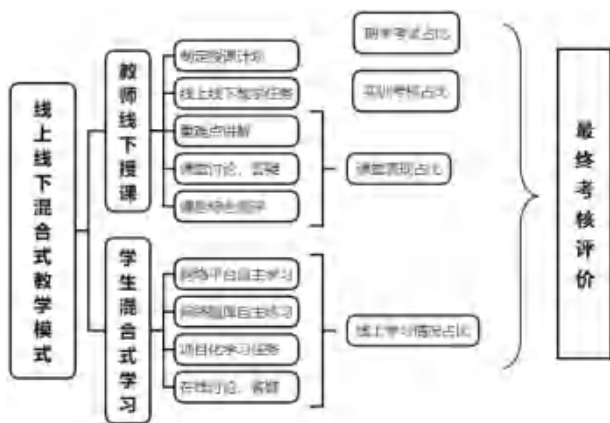 线上线下混合式教学模式
教师线下授课
制定授课计划
线上线下教学任务
重难点讲解
课堂讨论、答疑
课后综合测评
学生混合式学习
网络平台自主学习
网络题库自主练习
项目化学习任务
在线讨论、答疑
期末考试占比
实训考核占比
课堂表现占比
线上学习情况占比
最终考核评价